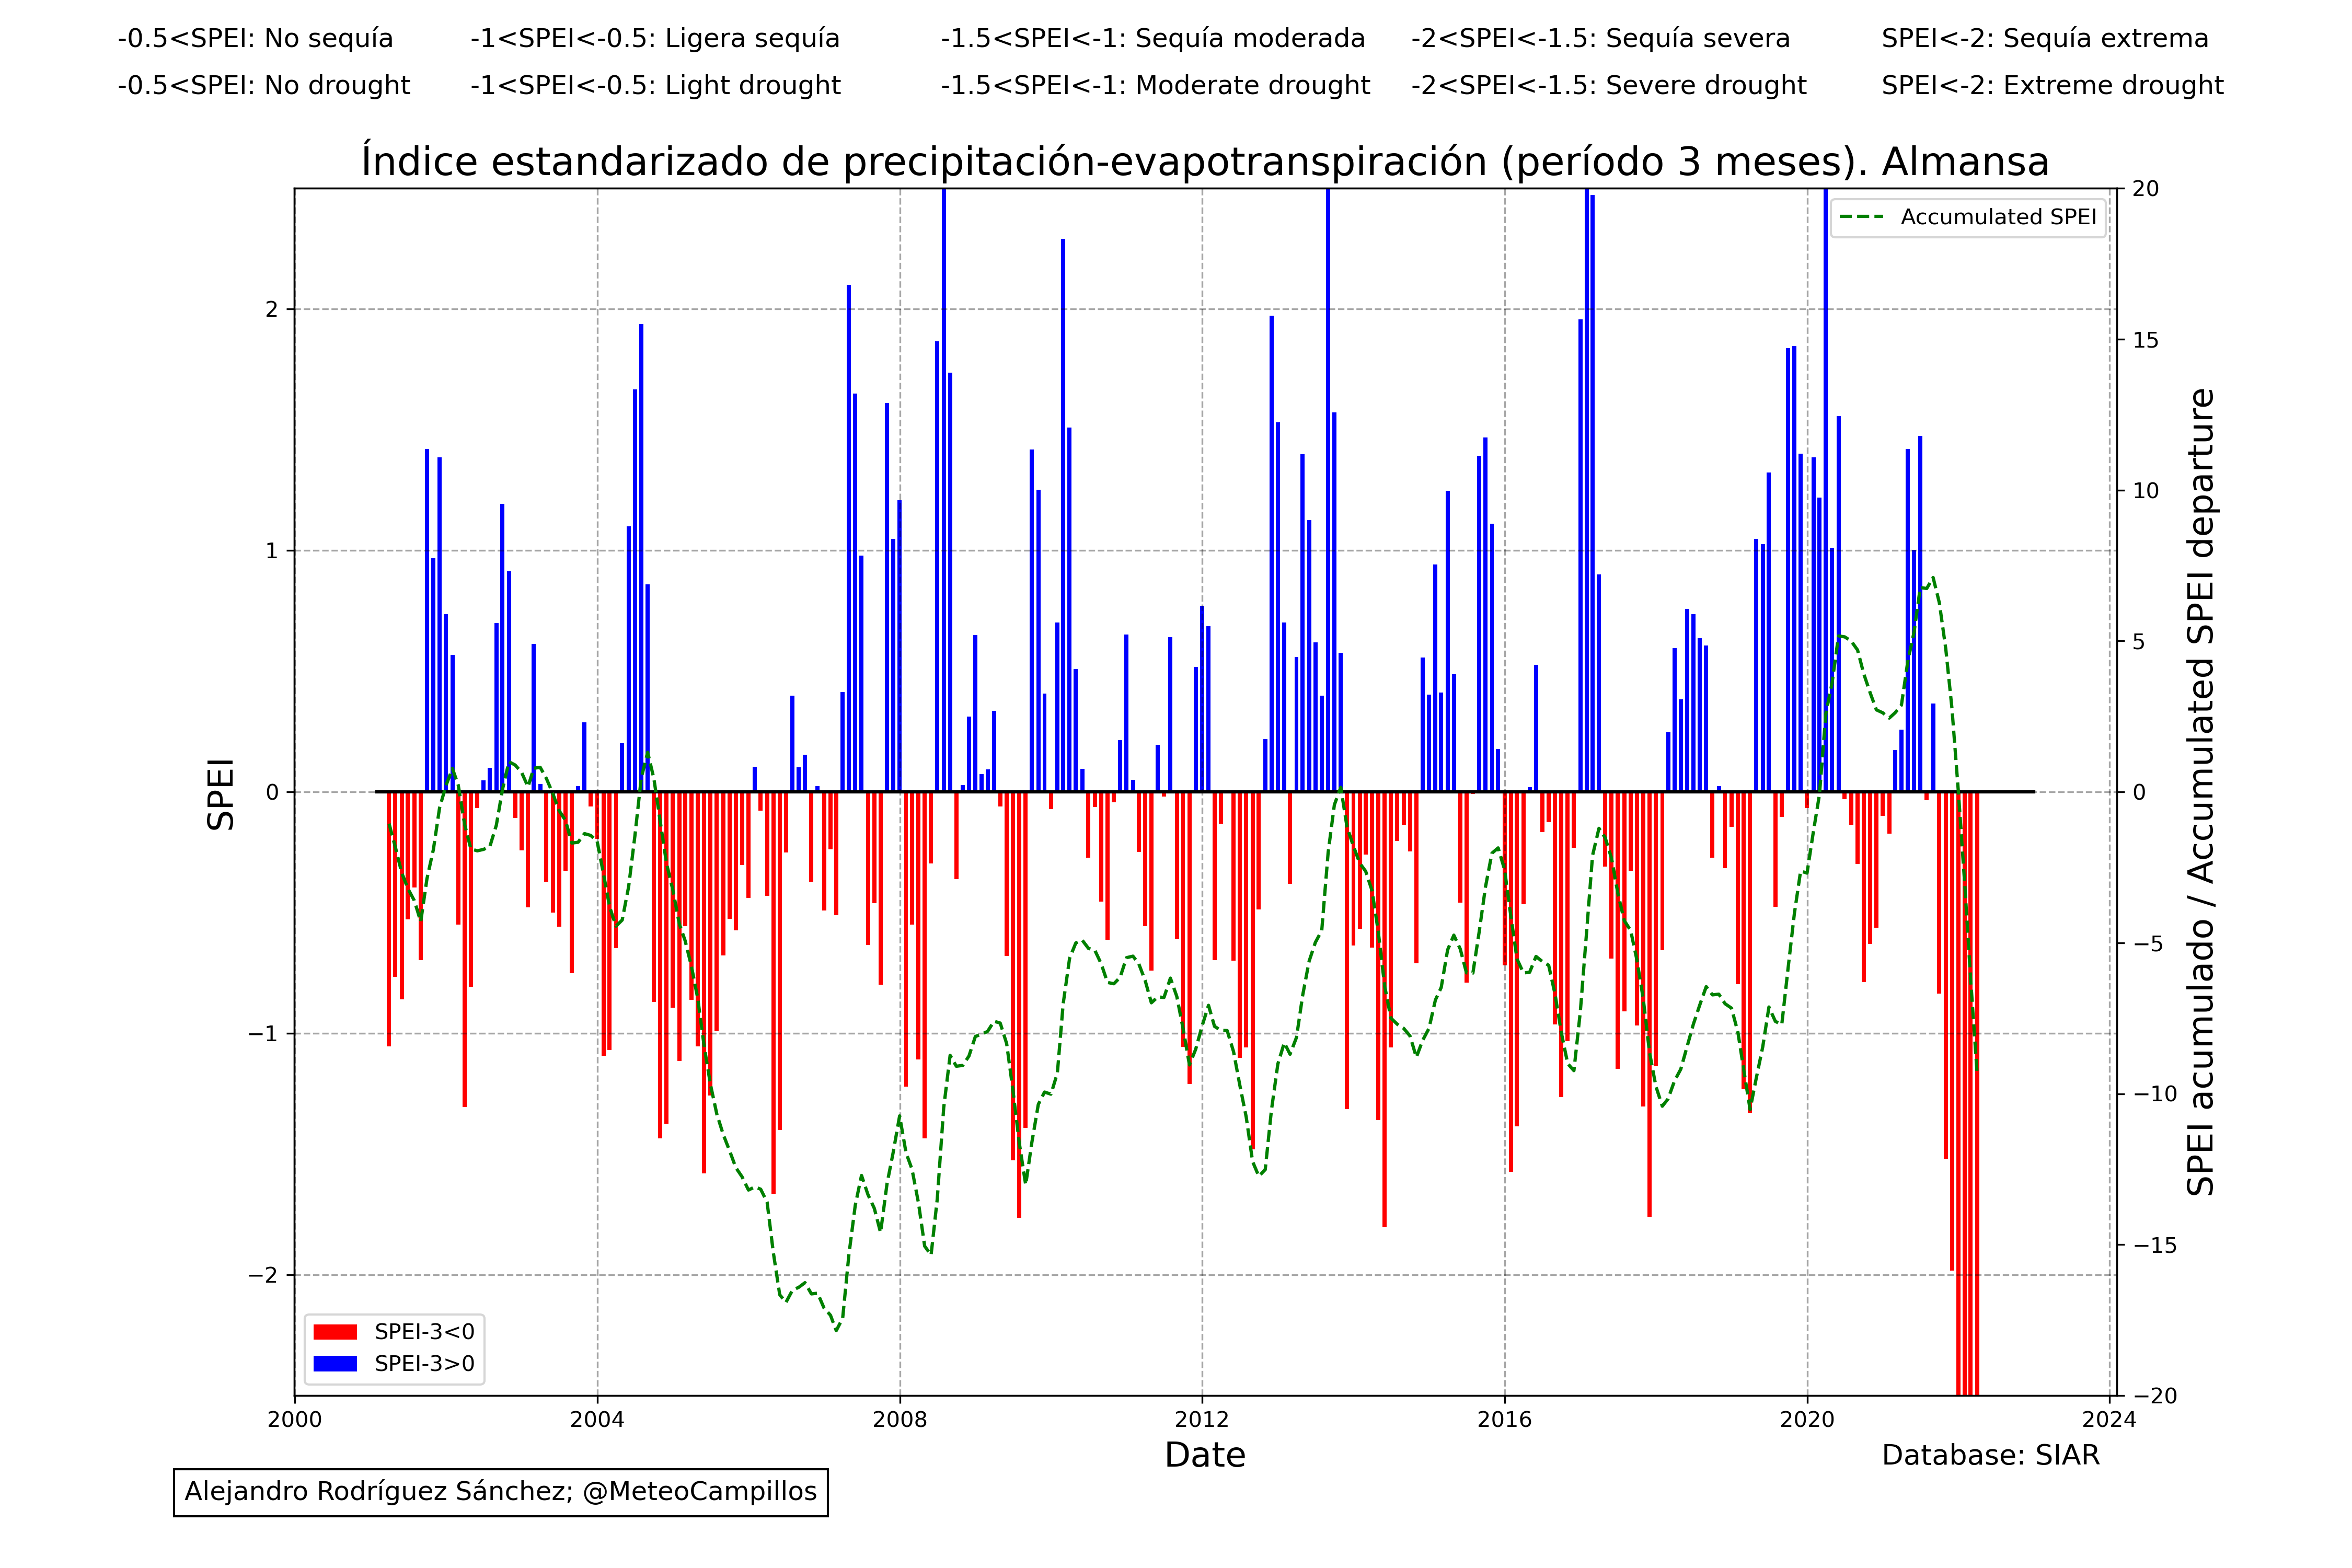 -0.5<SPEI: No sequía -1<SPEI<-0.5: Ligera sequía -1.5<SPEI<-1: Sequía moderada -2<SPEI<-1.5: Sequía severa SPEI<-2: Sequía extrema
-0.5<SPEI: No drought -1<SPEI<-0.5: Light drought -1.5<SPEI<-1: Moderate drought -2<SPEI<-1.5: Severe drought SPEI<-2: Extreme drought
Índice estandarizado de precipitación-evapotranspiración (período 3 meses). Almansa
Accumulated SPEI
SPEI
2
1
0
−1
−2
20
15
10
5
0
−5
−10
−15
−20
SPEI acumulado / Accumulated SPEI departure
SPEI-3<0
SPEI-3>0
2000 2004 2008 2012 2016 2020 2024
Date
Database: SIAR
Alejandro Rodríguez Sánchez; @MeteoCampillos